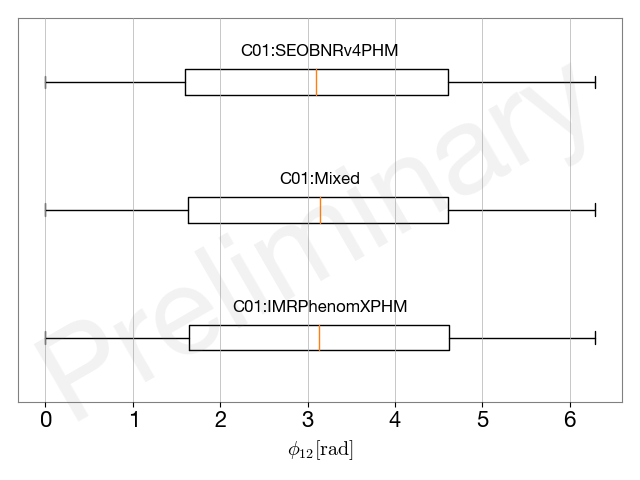 C01:SEOBNRv4PHM
C01:Mixed
C01:IMRPhenomXPHM
Preliminary
0 1 2 3 4 5 6
ϕ₁₂[rad]